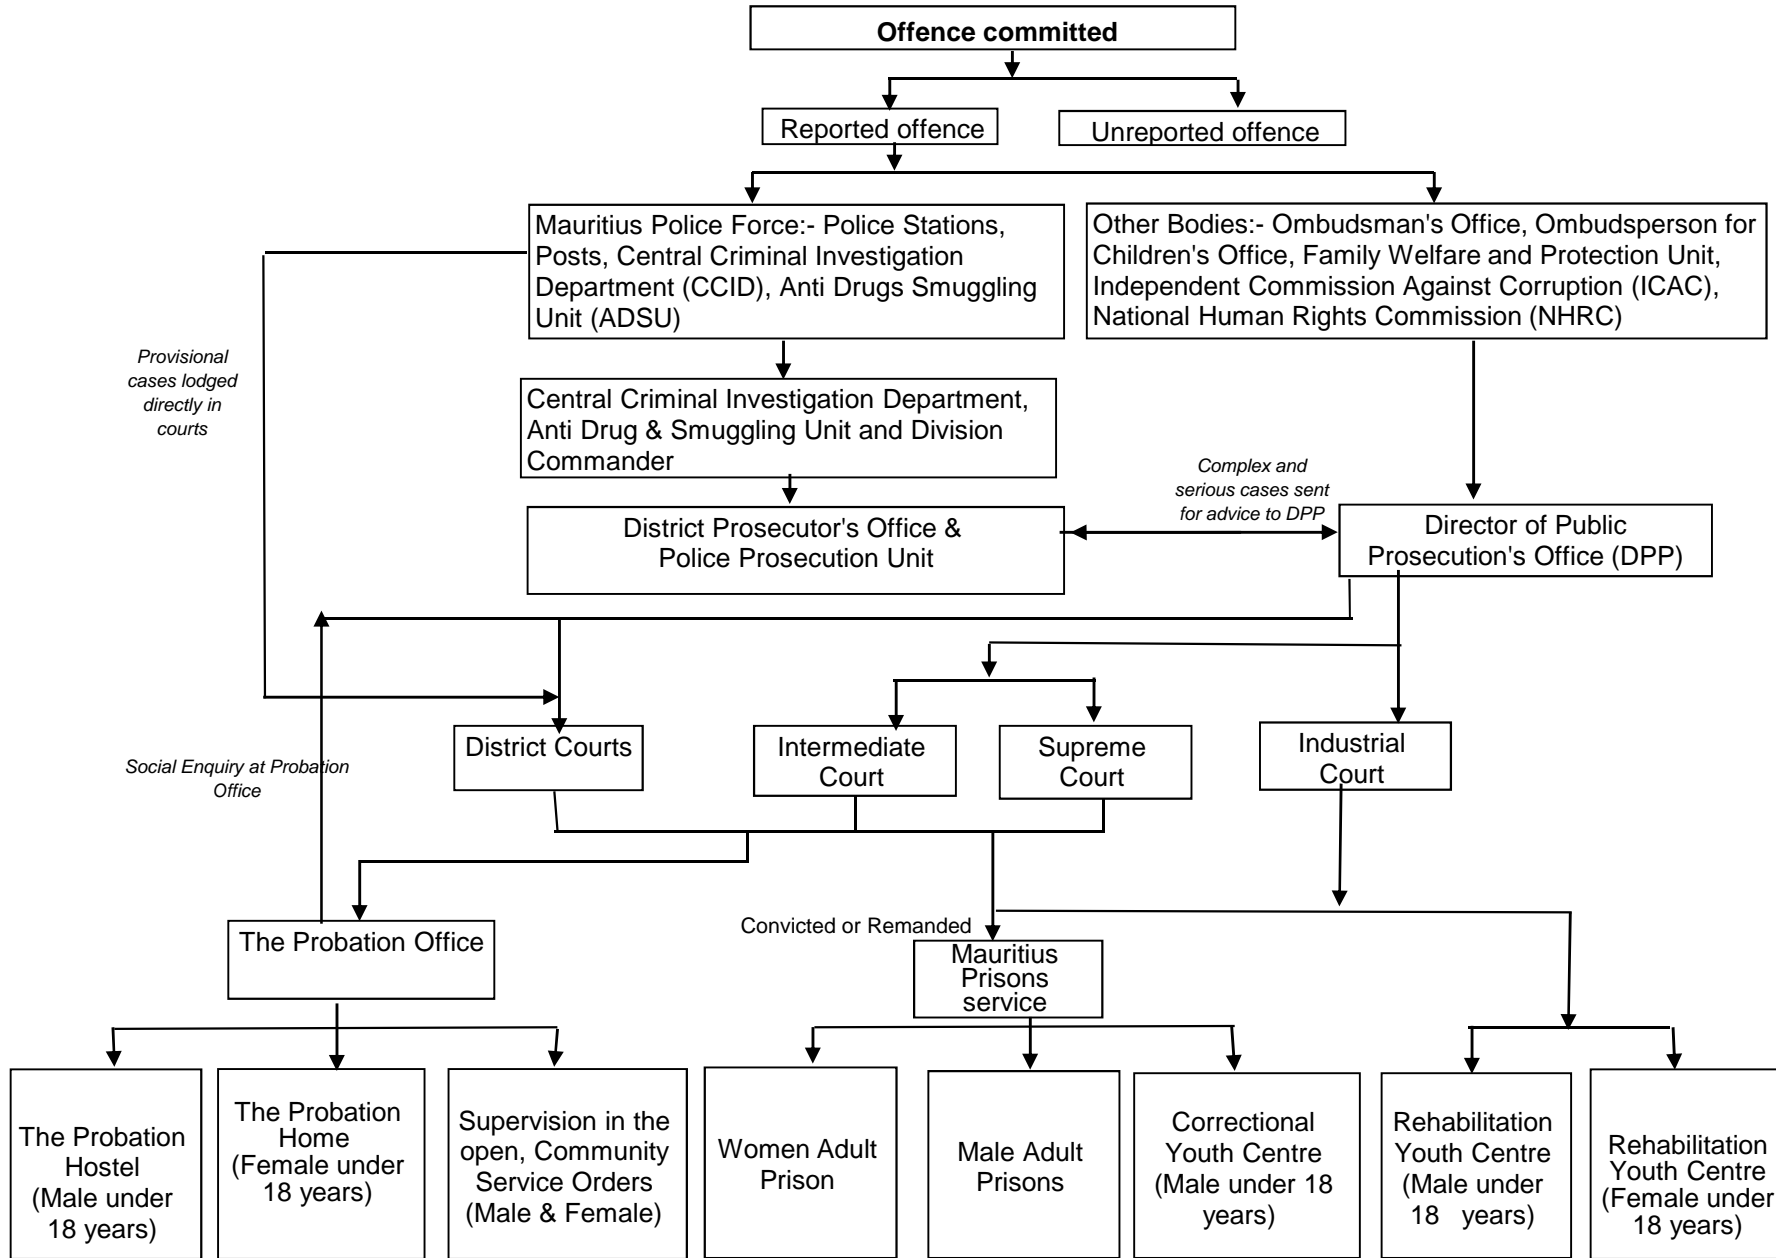 Offence committed
Reported offence
Unreported offence
Mauritius Police Force:- Police Stations,
Posts, Central Criminal Investigation
Department (CCID), Anti Drugs Smuggling
Unit (ADSU)
Other Bodies:- Ombudsman's Office, Ombudsperson for
Children's Office, Family Welfare and Protection Unit,
Independent Commission Against Corruption (ICAC),
National Human Rights Commission (NHRC)
Provisional
cases lodged
directly in
courts
Central Criminal Investigation Department,
Anti Drug & Smuggling Unit and Division
Commander
Complex and
serious cases sent
for advice to DPP
District Prosecutor's Office &
Police Prosecution Unit
Director of Public
Prosecution's Office (DPP)
District Courts
Intermediate
Court
Supreme
Court
Industrial
Court
Social Enquiry at Probation
Office
The Probation Office
Convicted or Remanded
Mauritius
Prisons
service
The Probation
Hostel
(Male under
18 years)
The Probation
Home
(Female under
18 years)
Supervision in the
open, Community
Service Orders
(Male & Female)
Women Adult
Prison
Male Adult
Prisons
Correctional
Youth Centre
(Male under 18
years)
Rehabilitation
Youth Centre
(Male under
18 years)
Rehabilitation
Youth Centre
(Female under
18 years)